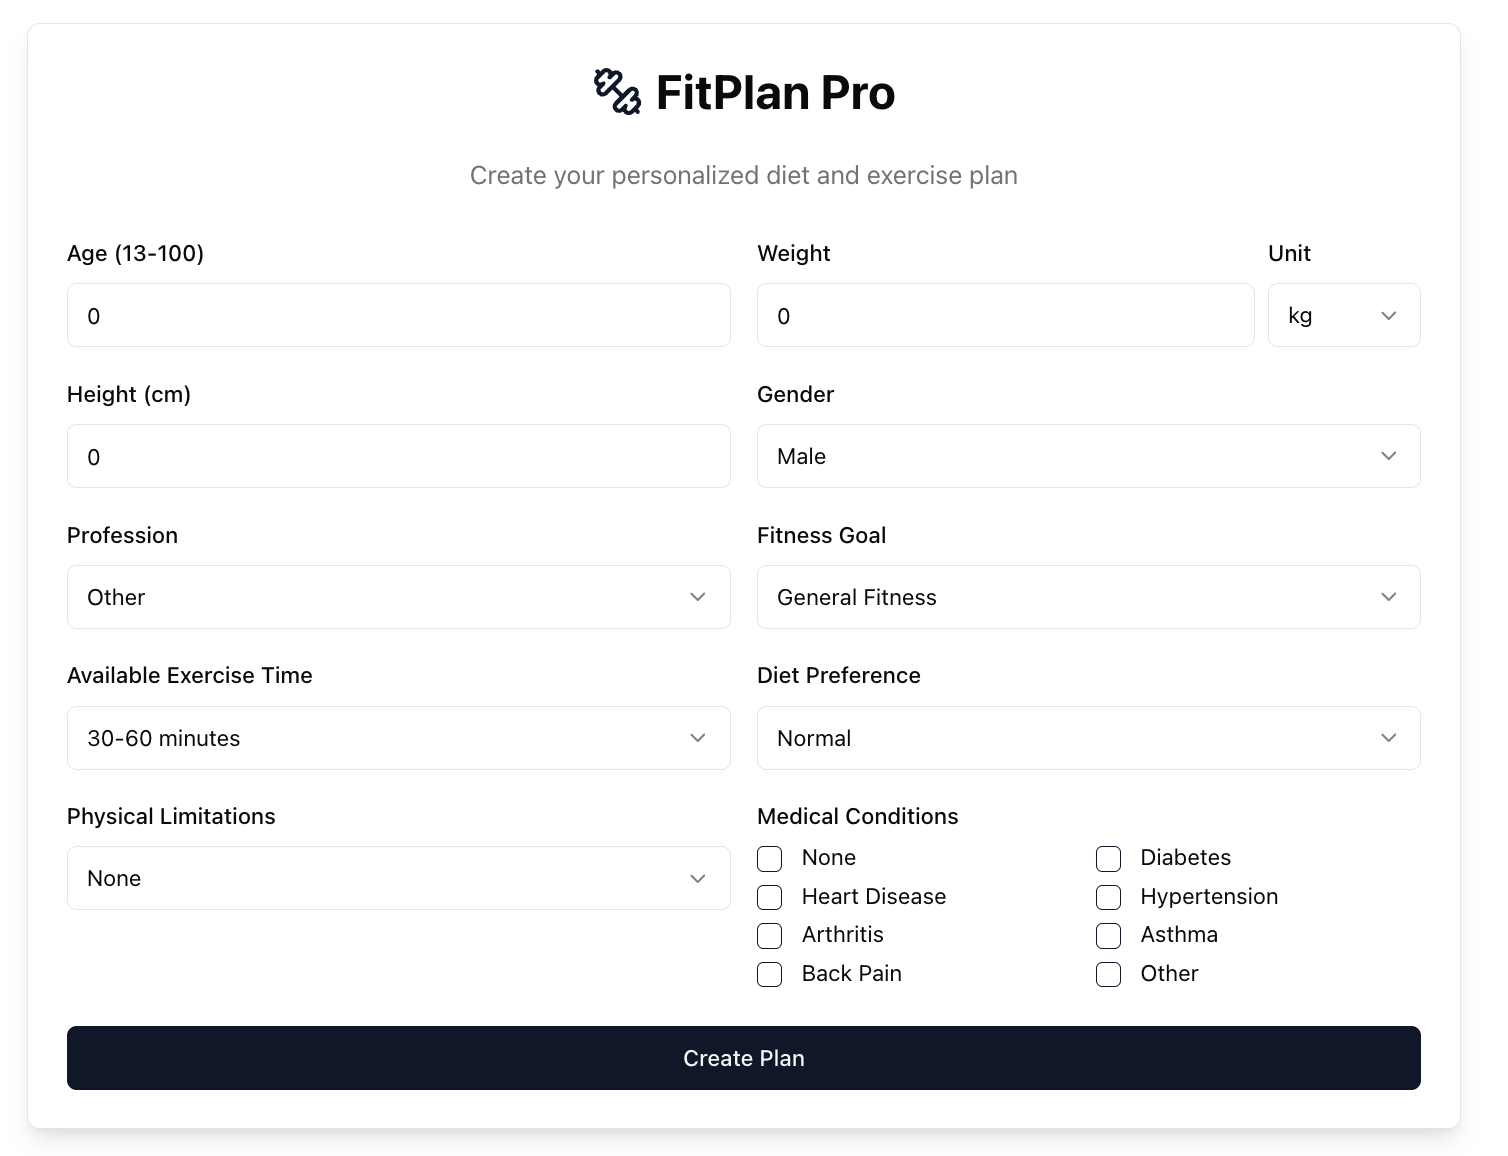 FitPlan Pro
Create your personalized diet and exercise plan
Age (13-100)
Weight
Unit
0
0
kg
Height (cm)
Gender
0
Male
Profession
Fitness Goal
Other
General Fitness
Available Exercise Time
Diet Preference
30-60 minutes
Normal
Physical Limitations
Medical Conditions
None
None
Diabetes
Heart Disease
Hypertension
Arthritis
Asthma
Back Pain
Other
Create Plan